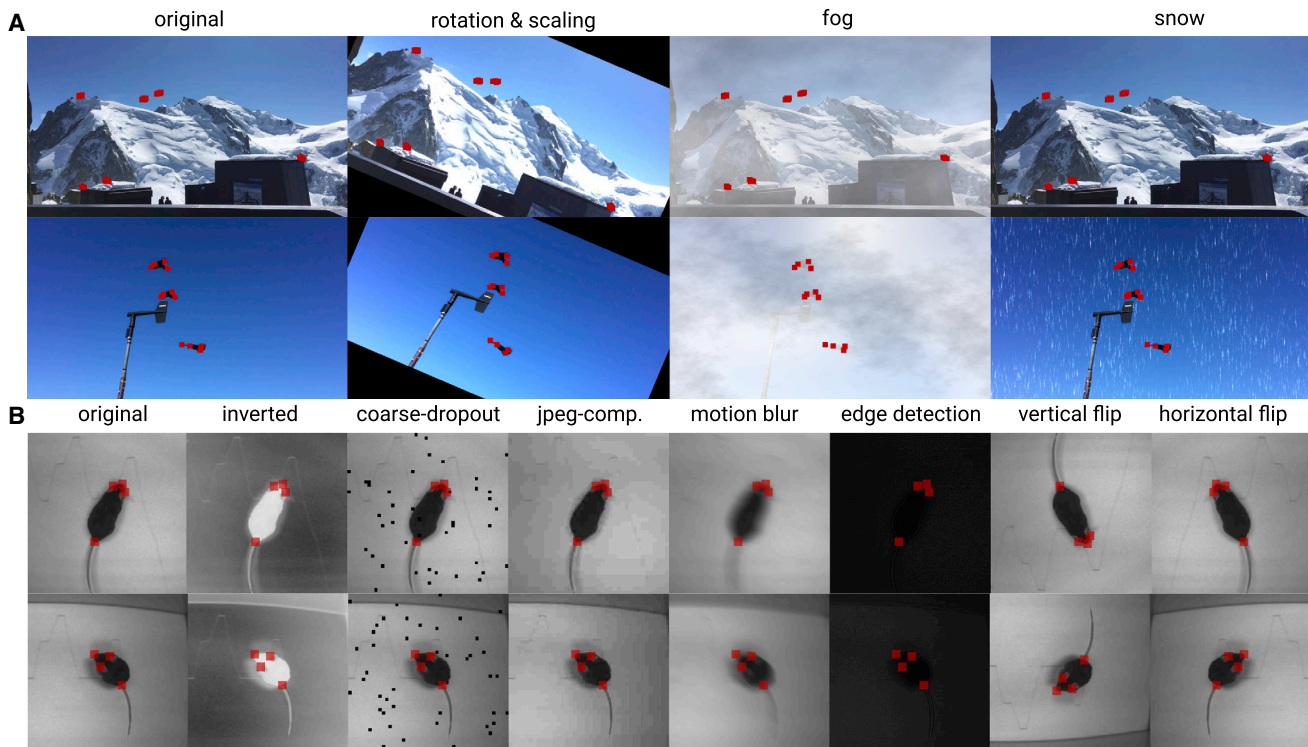 A
original rotation & scaling fog snow
B
original inverted coarse-dropout jpeg-comp. motion blur edge detection vertical flip horizontal flip